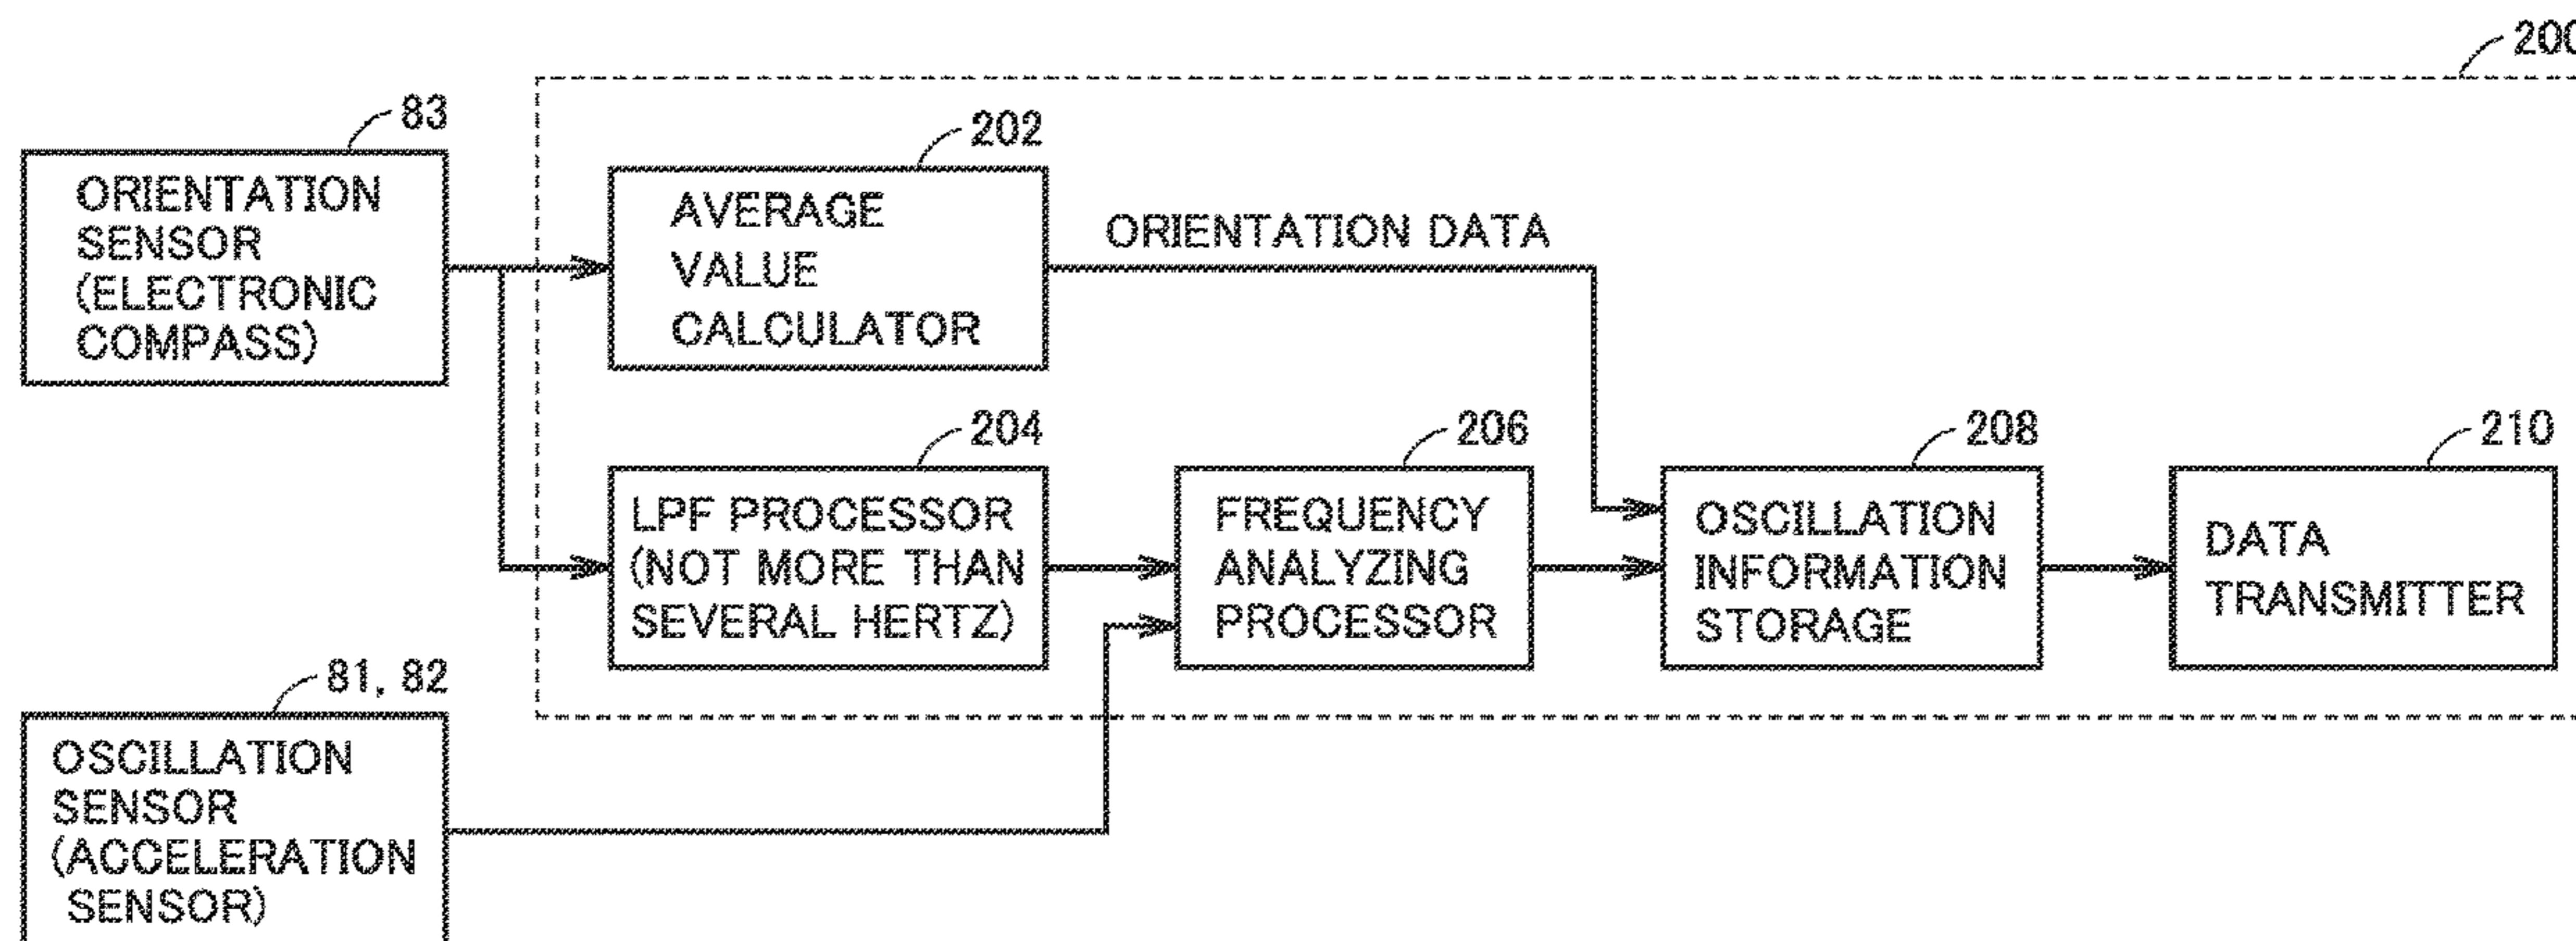 200
83
ORIENTATION
SENSOR
(ELECTRONIC
COMPASS)
202
AVERAGE
VALUE
CALCULATOR
ORIENTATION DATA
204
LPF PROCESSOR
(NOT MORE THAN
SEVERAL HERTZ)
206
FREQUENCY
ANALYZING
PROCESSOR
208
OSCILLATION
INFORMATION
STORAGE
210
DATA
TRANSMITTER
81, 82
OSCILLATION
SENSOR
(ACCELERATION
SENSOR)